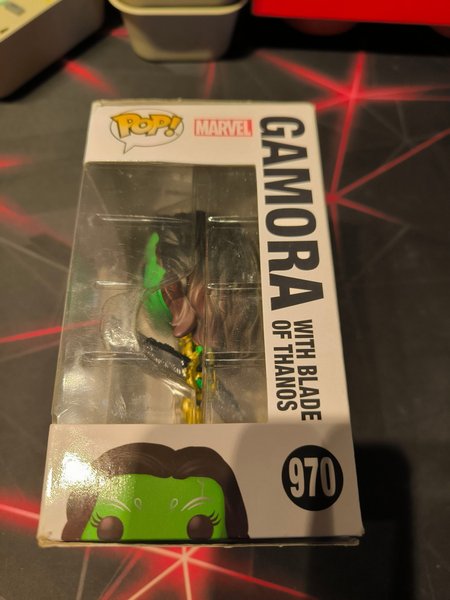 POP!
MARVEL
GAMORA
WITH BLADE
OF THANOS
970